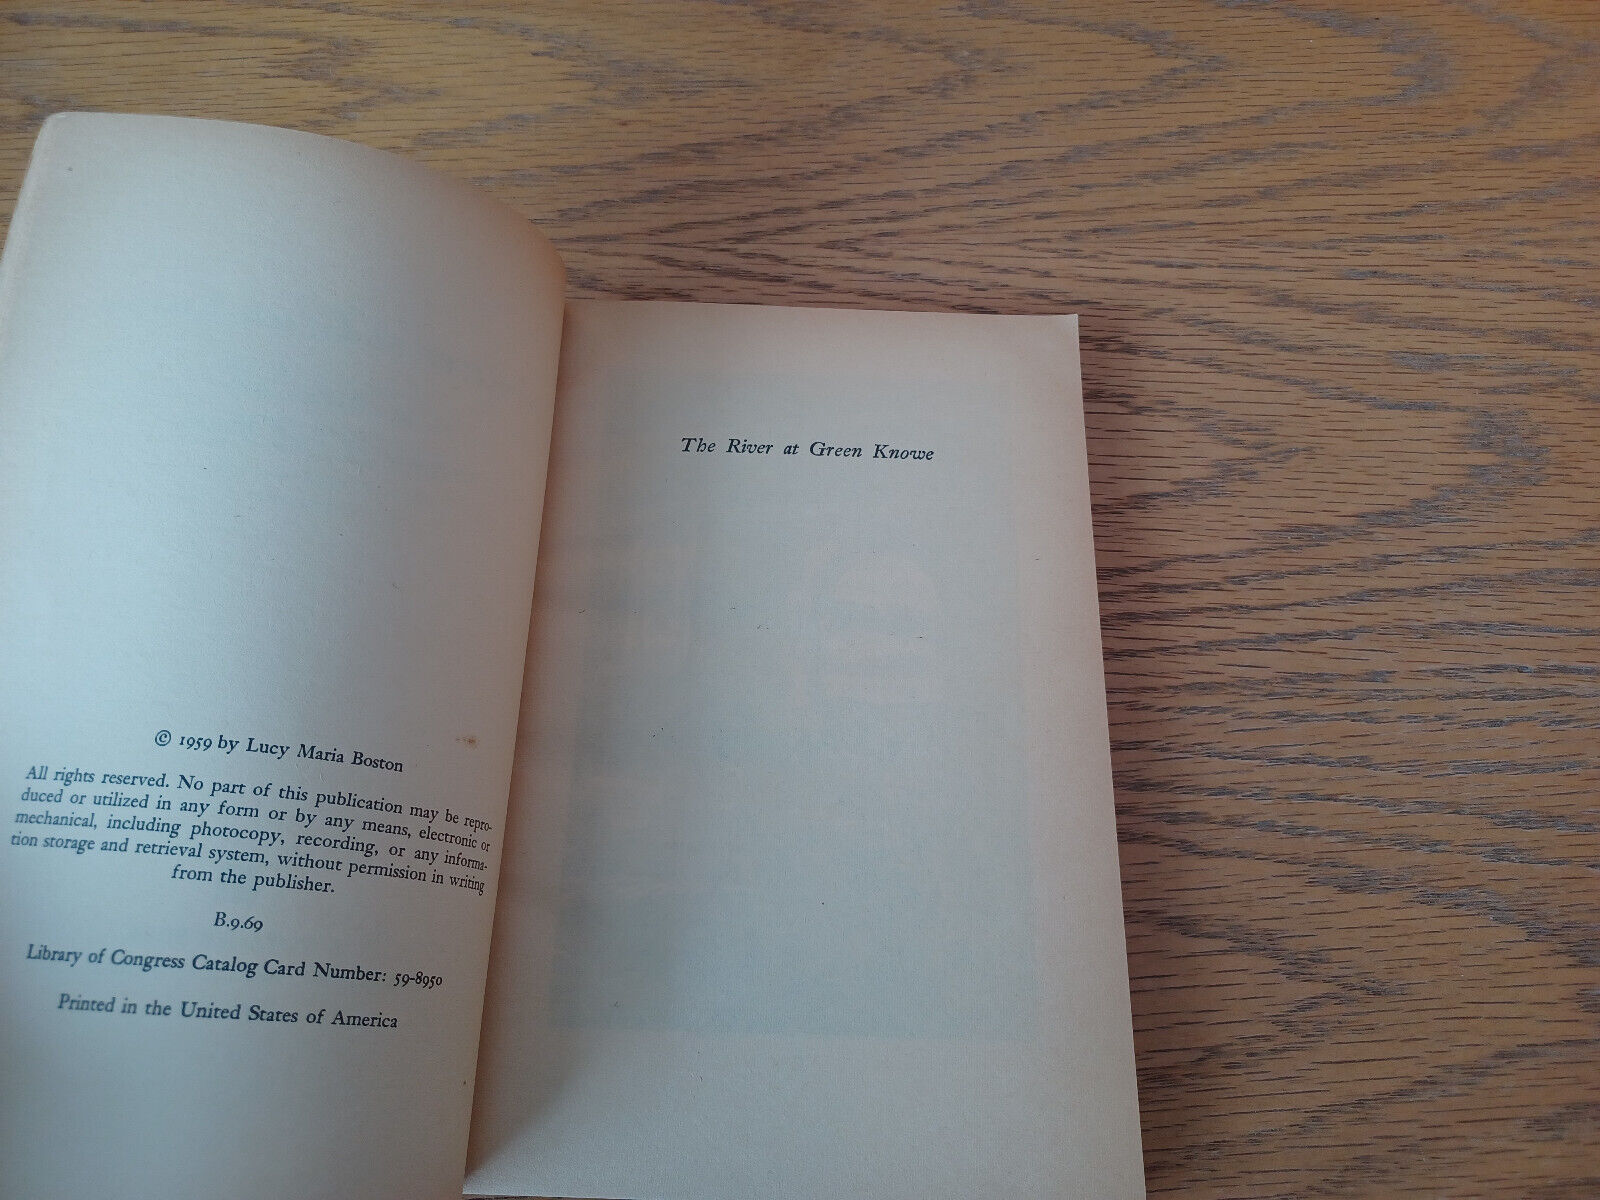 © 1959 by Lucy Maria Boston
All rights reserved. No part of this publication may be repro-
duced or utilized in any form or by any means, electronic or
mechanical, including photocopy, recording, or any informa-
tion storage and retrieval system, without permission in writing
from the publisher.
B.9.69
Library of Congress Catalog Card Number: 59-8950
Printed in the United States of America
The River at Green Knowe